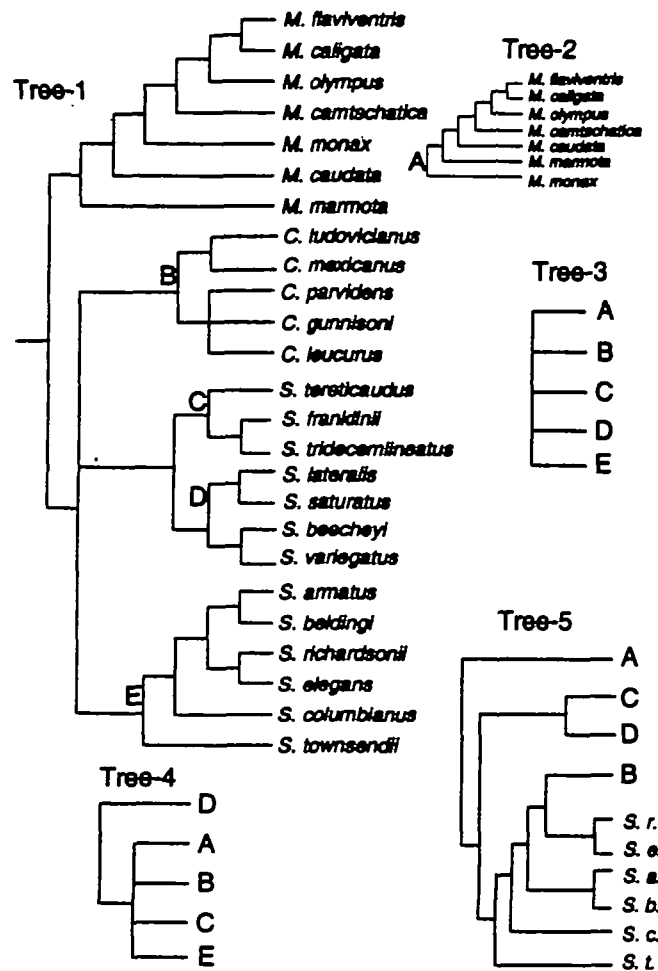 Tree-1
M. flaviventris
M. caligata
M. olympus
M. camtschatica
M. monax
M. caudata
M. marmota
B
C. ludovicianus
C. mexicanus
C. parvidens
C. gunnisoni
C. leucurus
C
S. tereticaudus
S. franklinii
S. tridecemlineatus
D
S. lateralis
S. saturatus
S. beecheyi
S. variegatus
E
S. armatus
S. beldingi
S. richardsonii
S. elegans
S. columbianus
S. townsendii
Tree-2
A
M. flaviventris
M. caligata
M. olympus
M. camtschatica
M. caudata
M. marmota
M. monax
Tree-3
A
B
C
D
E
Tree-4
D
A
B
C
E
Tree-5
A
C
D
B
S. r.
S. e.
S. a.
S. b.
S. c.
S. t.